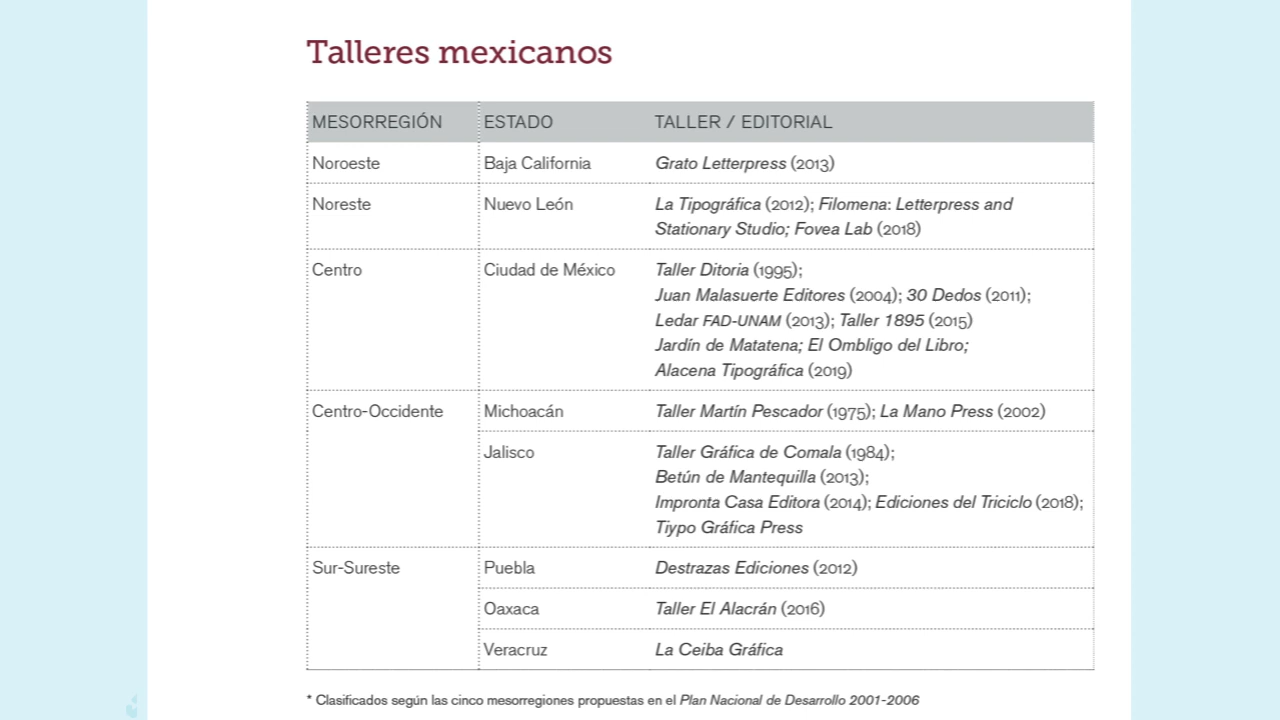 Talleres mexicanos
MESORREGIÓN ESTADO TALLER / EDITORIAL
Noroeste Baja California Grato Letterpress (2013)
Noreste Nuevo León La Tipográfica (2012); Filomena: Letterpress and
Stationary Studio; Fovea Lab (2018)
Centro Ciudad de México Taller Ditoria (1995);
Juan Malasuerte Editores (2004); 30 Dedos (2011);
Ledar FAD-UNAM (2013); Taller 1895 (2015)
Jardín de Matatena; El Ombligo del Libro;
Alacena Tipográfica (2019)
Centro-Occidente Michoacán Taller Martín Pescador (1975); La Mano Press (2002)
Jalisco Taller Gráfica de Comala (1984);
Betún de Mantequilla (2013);
Impronta Casa Editora (2014); Ediciones del Triciclo (2018);
Tiypo Gráfica Press
Sur-Sureste Puebla Destrazas Ediciones (2012)
Oaxaca Taller El Alacrán (2016)
Veracruz La Ceiba Gráfica
* Clasificados según las cinco mesorregiones propuestas en el Plan Nacional de Desarrollo 2001-2006